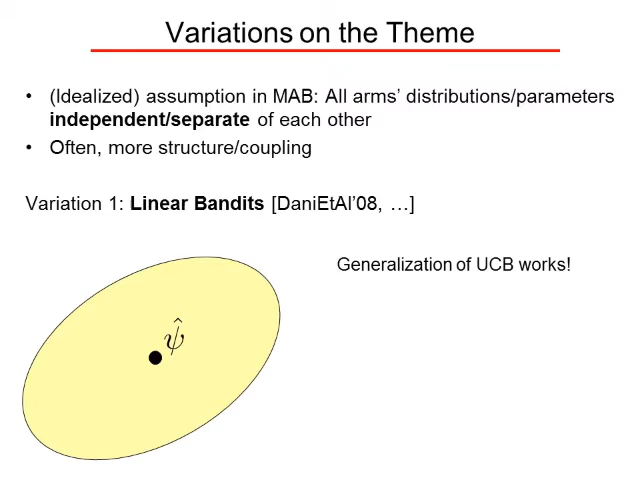 Variations on the Theme
• (Idealized) assumption in MAB: All arms’ distributions/parameters
independent/separate of each other
• Often, more structure/coupling
Variation 1: Linear Bandits [DaniEtAl’08, …]
Generalization of UCB works!
ψ̂